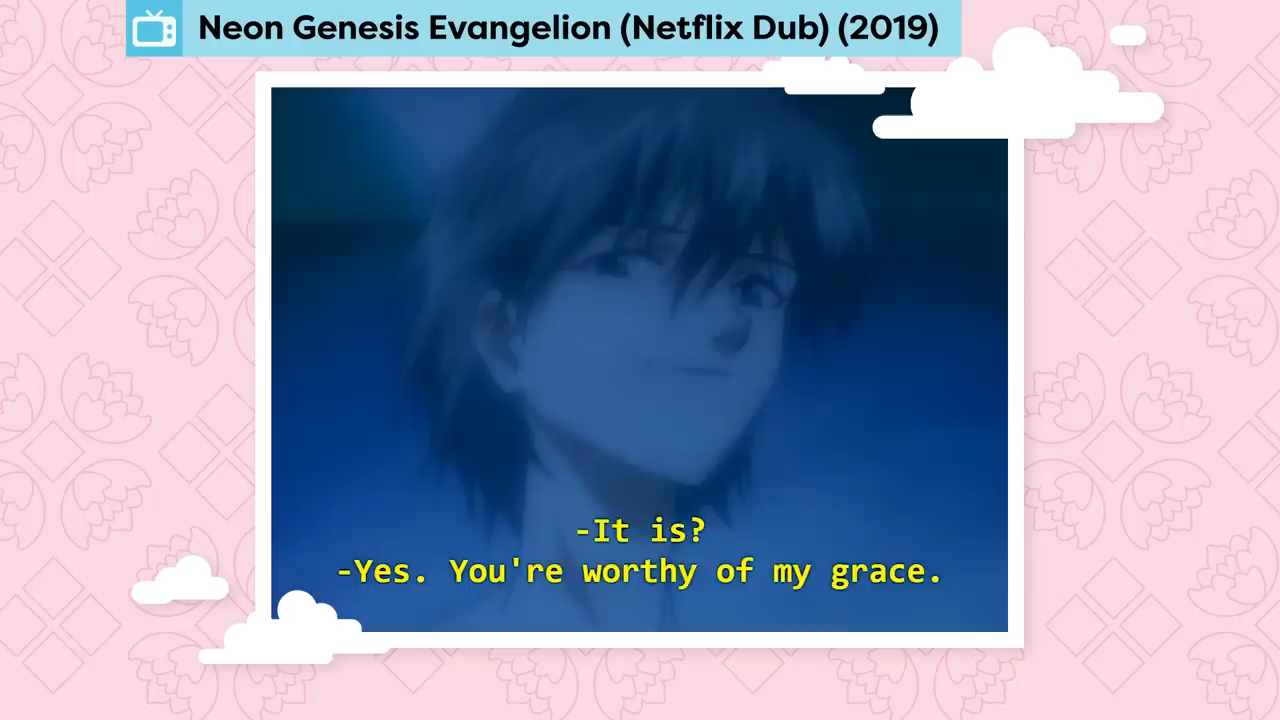 Neon Genesis Evangelion (Netflix Dub) (2019)
-It is?
-Yes. You're worthy of my grace.